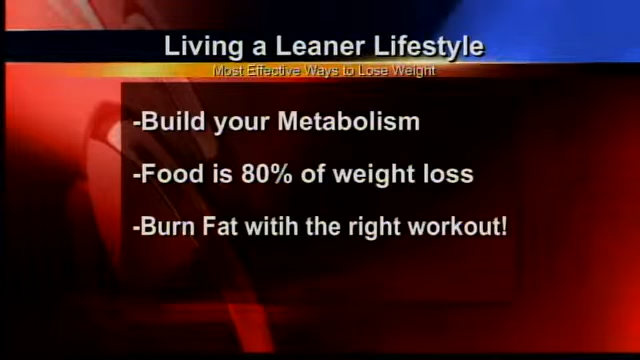 Living a Leaner Lifestyle
Most Effective Ways to Lose Weight
-Build your Metabolism
-Food is 80% of weight loss
-Burn Fat witih the right workout!